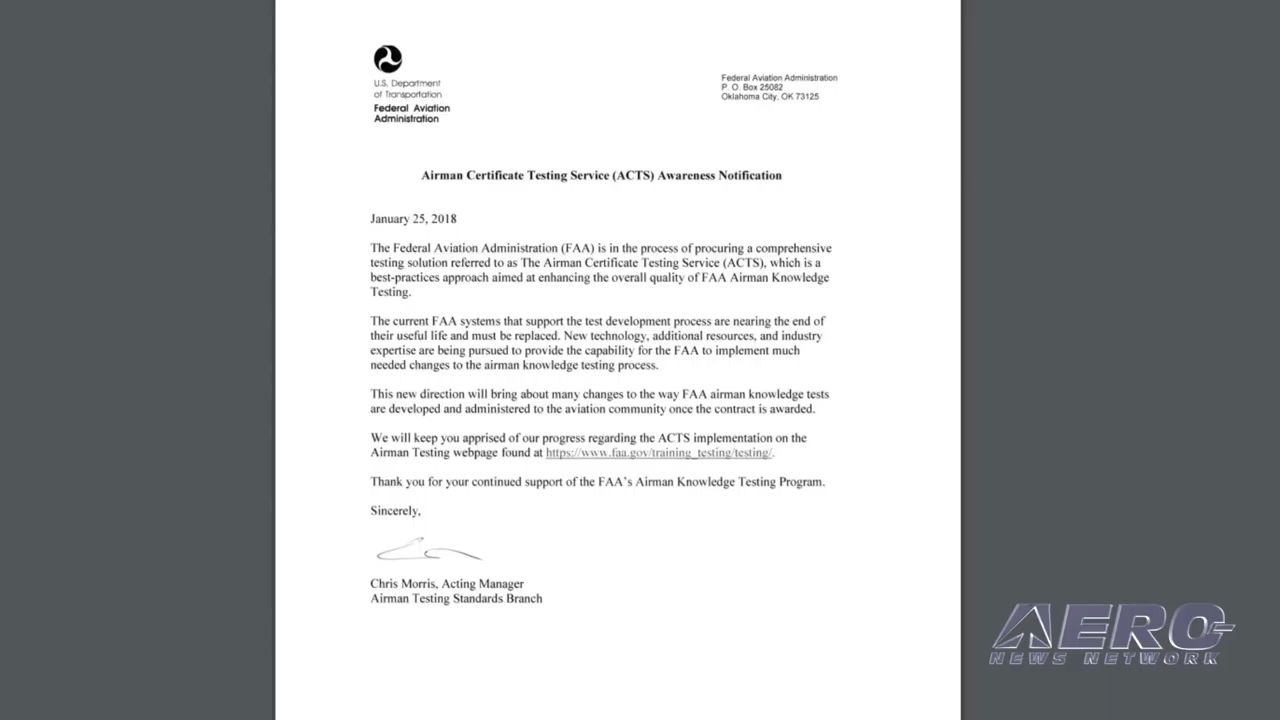 U.S. Department
of Transportation
Federal Aviation
Administration
Federal Aviation Administration
P. O. Box 25082
Oklahoma City, OK 73125
Airman Certificate Testing Service (ACTS) Awareness Notification
January 25, 2018
The Federal Aviation Administration (FAA) is in the process of procuring a comprehensive
testing solution referred to as The Airman Certificate Testing Service (ACTS), which is a
best-practices approach aimed at enhancing the overall quality of FAA Airman Knowledge
Testing.
The current FAA systems that support the test development process are nearing the end of
their useful life and must be replaced. New technology, additional resources, and industry
expertise are being pursued to provide the capability for the FAA to implement much
needed changes to the airman knowledge testing process.
This new direction will bring about many changes to the way FAA airman knowledge tests
are developed and administered to the aviation community once the contract is awarded.
We will keep you apprised of our progress regarding the ACTS implementation on the
Airman Testing webpage found at https://www.faa.gov/training_testing/testing/.
Thank you for your continued support of the FAA's Airman Knowledge Testing Program.
Sincerely,
Chris Morris, Acting Manager
Airman Testing Standards Branch
AERO
NEWS NETWORK